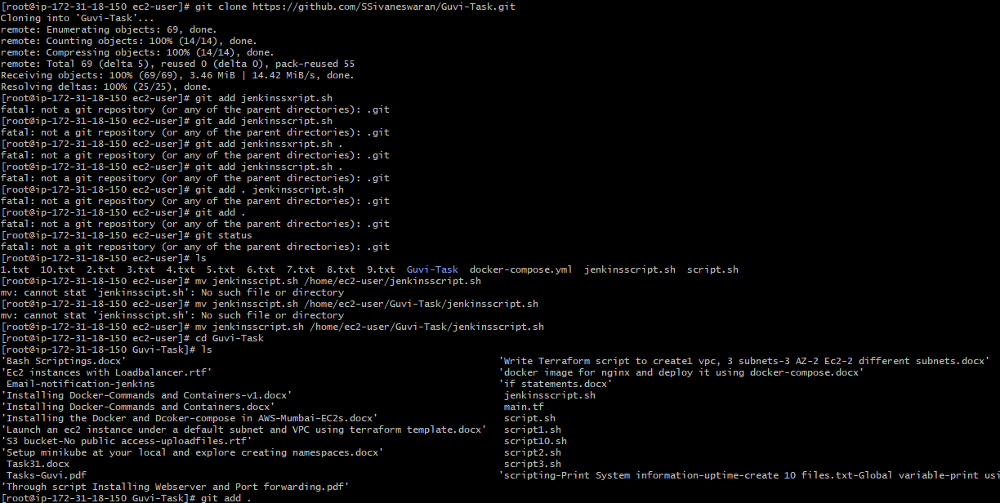 [root@ip-172-31-18-150 ec2-user]# git clone https://github.com/SSivaneswaran/Guvi-Task.git
Cloning into 'Guvi-Task'...
remote: Enumerating objects: 69, done.
remote: Counting objects: 100% (14/14), done.
remote: Compressing objects: 100% (14/14), done.
remote: Total 69 (delta 5), reused 0 (delta 0), pack-reused 55
Receiving objects: 100% (69/69), 3.46 MiB | 14.42 MiB/s, done.
Resolving deltas: 100% (25/25), done.
[root@ip-172-31-18-150 ec2-user]# git add jenkinssxript.sh
fatal: not a git repository (or any of the parent directories): .git
[root@ip-172-31-18-150 ec2-user]# git add jenkinsscript.sh
fatal: not a git repository (or any of the parent directories): .git
[root@ip-172-31-18-150 ec2-user]# git add jenkinssxript.sh .
fatal: not a git repository (or any of the parent directories): .git
[root@ip-172-31-18-150 ec2-user]# git add jenkinsscript.sh .
fatal: not a git repository (or any of the parent directories): .git
[root@ip-172-31-18-150 ec2-user]# git add . jenkinsscript.sh
fatal: not a git repository (or any of the parent directories): .git
[root@ip-172-31-18-150 ec2-user]# git add .
fatal: not a git repository (or any of the parent directories): .git
[root@ip-172-31-18-150 ec2-user]# git status
fatal: not a git repository (or any of the parent directories): .git
[root@ip-172-31-18-150 ec2-user]# ls
1.txt  10.txt  2.txt  3.txt  4.txt  5.txt  6.txt  7.txt  8.txt  9.txt  Guvi-Task  docker-compose.yml  jenkinsscript.sh  script.sh
[root@ip-172-31-18-150 ec2-user]# mv jenkinsscipt.sh /home/ec2-user/jenkinsscript.sh
mv: cannot stat 'jenkinsscipt.sh': No such file or directory
[root@ip-172-31-18-150 ec2-user]# mv jenkinsscipt.sh /home/ec2-user/Guvi-Task/jenkinsscript.sh
mv: cannot stat 'jenkinsscipt.sh': No such file or directory
[root@ip-172-31-18-150 ec2-user]# mv jenkinsscript.sh /home/ec2-user/Guvi-Task/jenkinsscript.sh
[root@ip-172-31-18-150 ec2-user]# cd Guvi-Task
[root@ip-172-31-18-150 Guvi-Task]# ls
'Bash Scriptings.docx'  'Write Terraform script to create1 vpc, 3 subnets-3 AZ-2 Ec2-2 different subnets.docx'
'Ec2 instances with Loadbalancer.rtf'  'docker image for nginx and deploy it using docker-compose.docx'
Email-notification-jenkins  'if statements.docx'
'Installing Docker-Commands and Containers-v1.docx'  jenkinsscript.sh
'Installing Docker-Commands and Containers.docx'  main.tf
'Installing the Docker and Dcoker-compose in AWS-Mumbai-EC2s.docx'  script.sh
'Launch an ec2 instance under a default subnet and VPC using terraform template.docx'  script1.sh
'S3 bucket-No public access-uploadfiles.rtf'  script10.sh
'Setup minikube at your local and explore creating namespaces.docx'  script2.sh
Task31.docx  script3.sh
Tasks-Guvi.pdf  'scripting-Print System information-uptime-create 10 files.txt-Global variable-print usi
'Through script Installing Webserver and Port forwarding.pdf'
[root@ip-172-31-18-150 Guvi-Task]# git add .